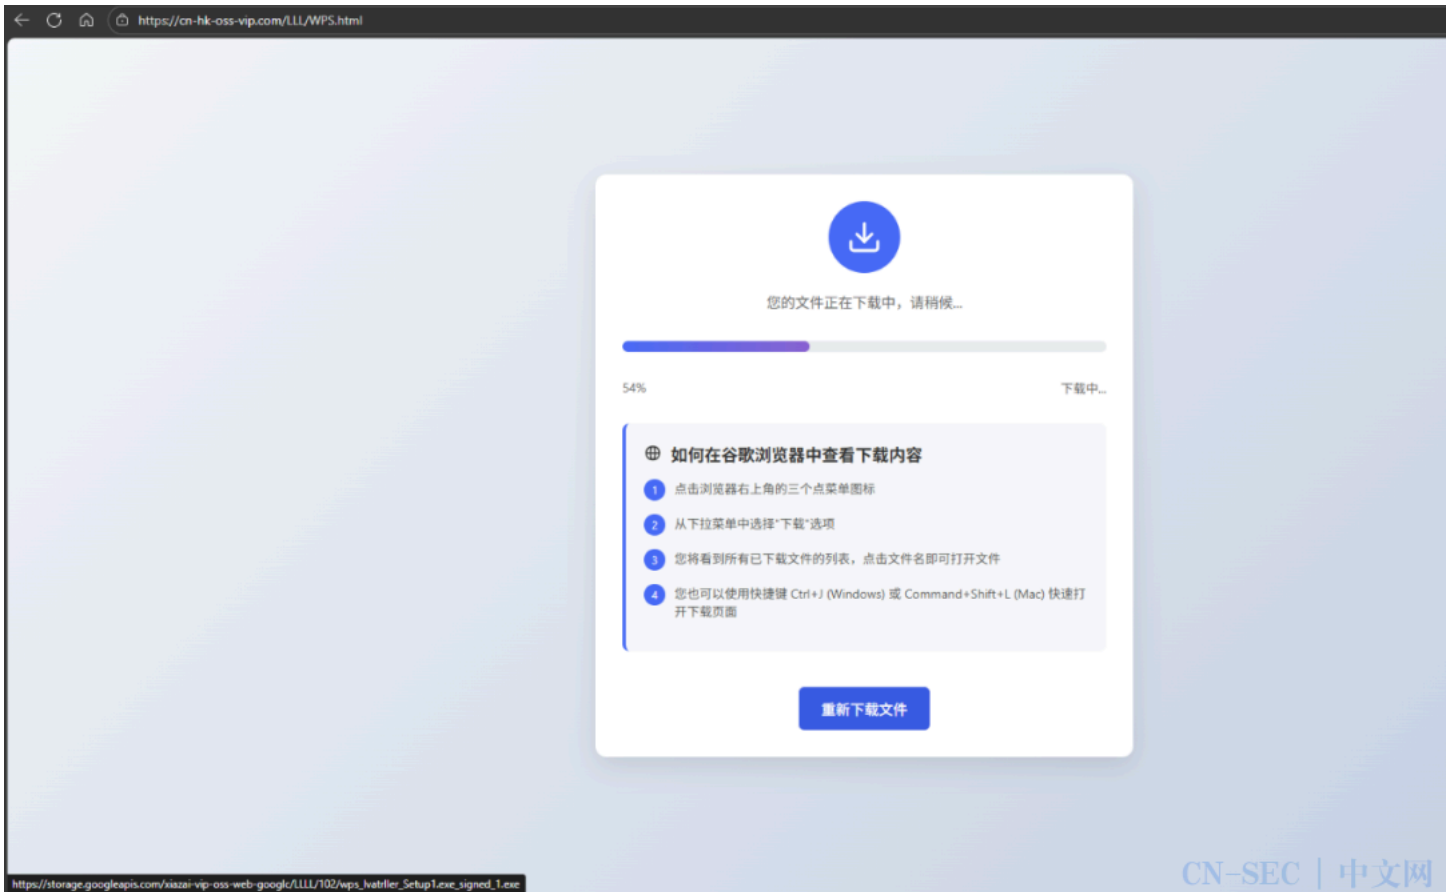 https://cn-hk-oss-vip.com/LLL/WPS.html
您的文件正在下载中，请稍候...
54%
下载中...
如何在谷歌浏览器中查看下载内容
1 点击浏览器右上角的三个点菜单图标
2 从下拉菜单中选择"下载"选项
3 您将看到所有已下载文件的列表，点击文件名即可打开文件
4 您也可以使用快捷键 Ctrl+J (Windows) 或 Command+Shift+L (Mac) 快速打
开下载页面
重新下载文件
CN-SEC | 中文网
https://storage.googleapis.com/xiazai-vip-oss-web-googlc/LLLL/102/wps_lvatrller_Setup1.exe_signed_1.exe